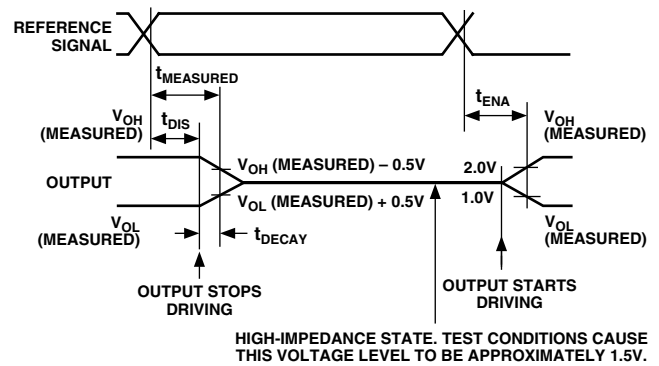 REFERENCE
SIGNAL
tMEASURED
tENA
VOH
(MEASURED)
tDIS
VOH
(MEASURED)
VOH (MEASURED) – 0.5V
2.0V
OUTPUT
VOL (MEASURED) + 0.5V
1.0V
VOL
(MEASURED)
tDECAY
VOL
(MEASURED)
OUTPUT STOPS
DRIVING
OUTPUT STARTS
DRIVING
HIGH-IMPEDANCE STATE. TEST CONDITIONS CAUSE
THIS VOLTAGE LEVEL TO BE APPROXIMATELY 1.5V.